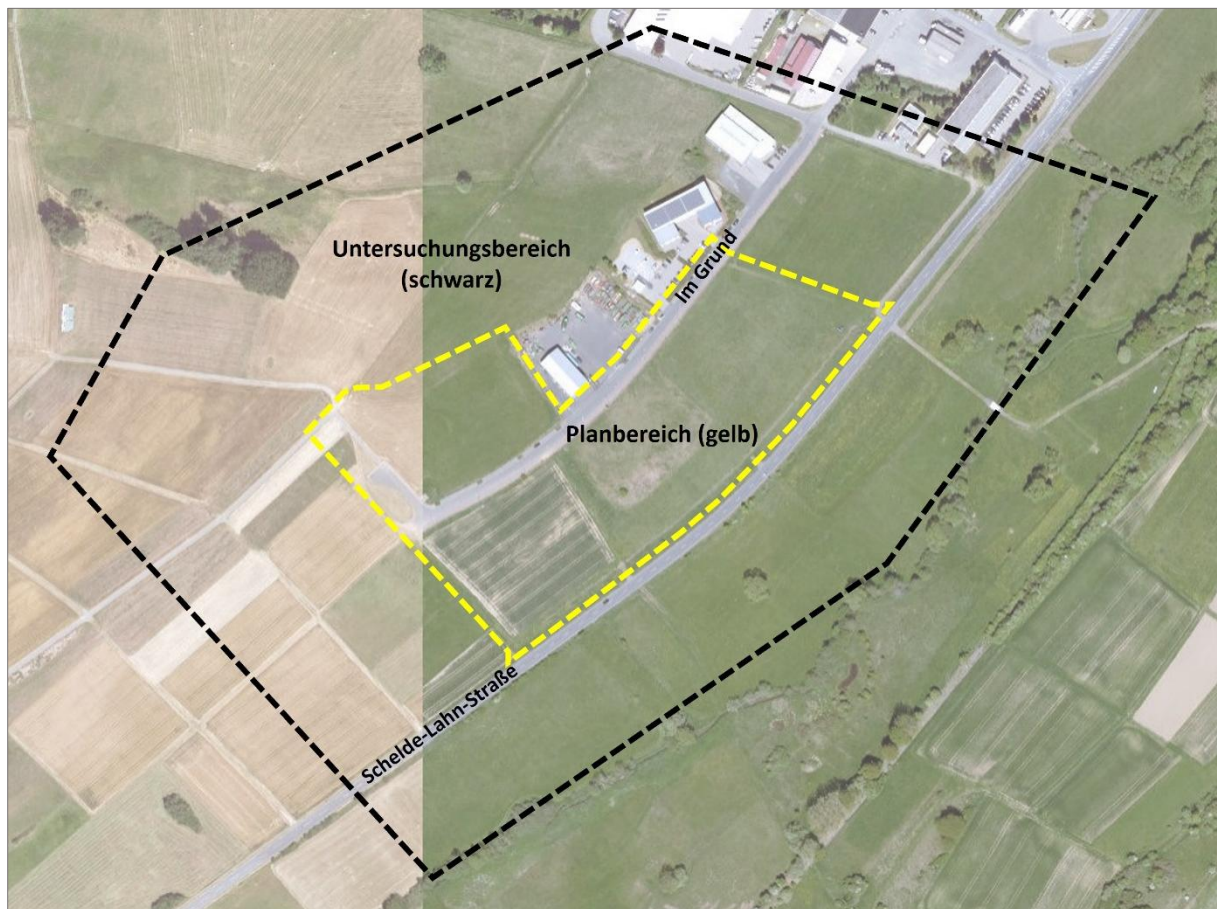 Untersuchungsbereich
(schwarz)
Im Grund
Planbereich (gelb)
Schelde-Lahn-Straße